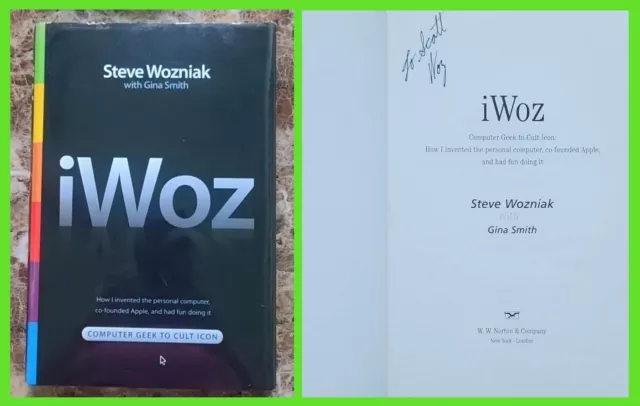 Steve Wozniak
with Gina Smith
iWoz
How I invented the personal computer,
co-founded Apple, and had fun doing it
COMPUTER GEEK TO CULT ICON
To Scott
Woz
iWoz
Computer Geek to Cult Icon:
How I invented the personal computer, co-founded Apple,
and had fun doing it
Steve Wozniak
with
Gina Smith
W. W. Norton & Company
New York · London